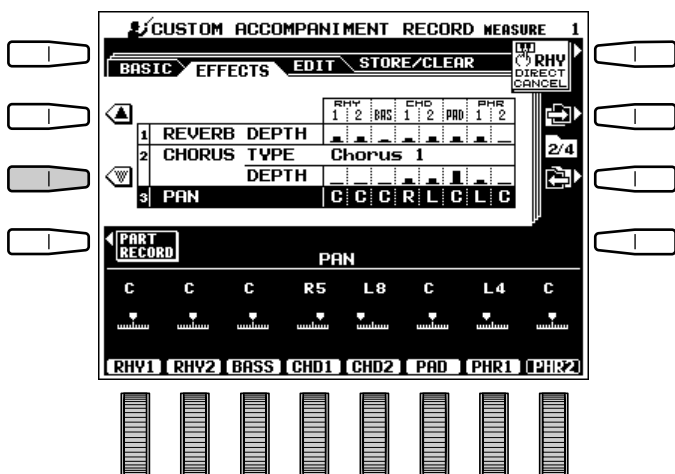 CUSTOM ACCOMPANIMENT RECORD MEASURE 1
BASIC EFFECTS EDIT STORE/CLEAR
RHY
DIRECT
CANCEL
RHY CHD PHR
1 2 BAS 1 2 PAD 1 2
1 REVERB DEPTH
2 CHORUS TYPE Chorus 1
DEPTH
2/4
3 PAN C C C R L C L C
PART
RECORD
PAN
C C C R5 L8 C L4 C
RHY1 RHY2 BASS CHD1 CHD2 PAD PHR1 PHR2